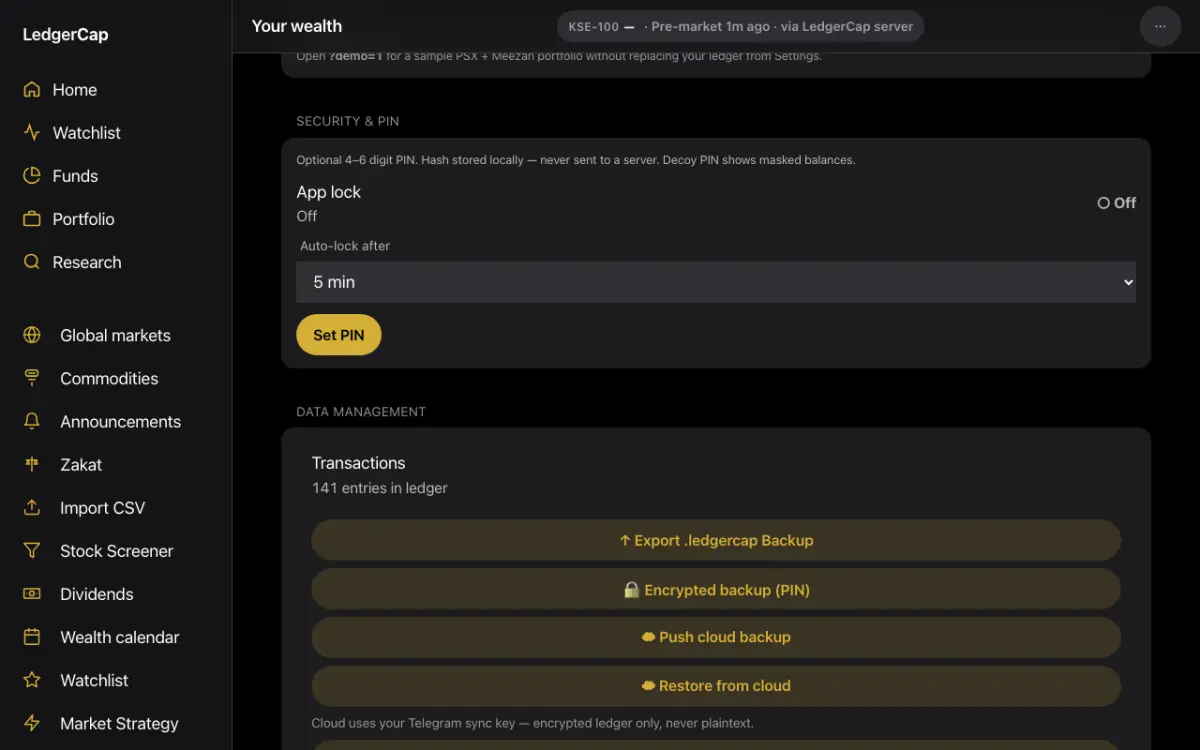 LedgerCap
Home
Watchlist
Funds
Portfolio
Research
Global markets
Commodities
Announcements
Zakat
Import CSV
Stock Screener
Dividends
Wealth calendar
Watchlist
Market Strategy
Your wealth
KSE-100 — · Pre-market 1m ago · via LedgerCap server
...
Open ?demo=1 for a sample PSX + Meezan portfolio without replacing your ledger from Settings.
SECURITY & PIN
Optional 4–6 digit PIN. Hash stored locally — never sent to a server. Decoy PIN shows masked balances.
App lock
Off
Off
Auto-lock after
5 min
Set PIN
DATA MANAGEMENT
Transactions
141 entries in ledger
↑ Export .ledgercap Backup
🔒 Encrypted backup (PIN)
☁ Push cloud backup
☁ Restore from cloud
Cloud uses your Telegram sync key — encrypted ledger only, never plaintext.